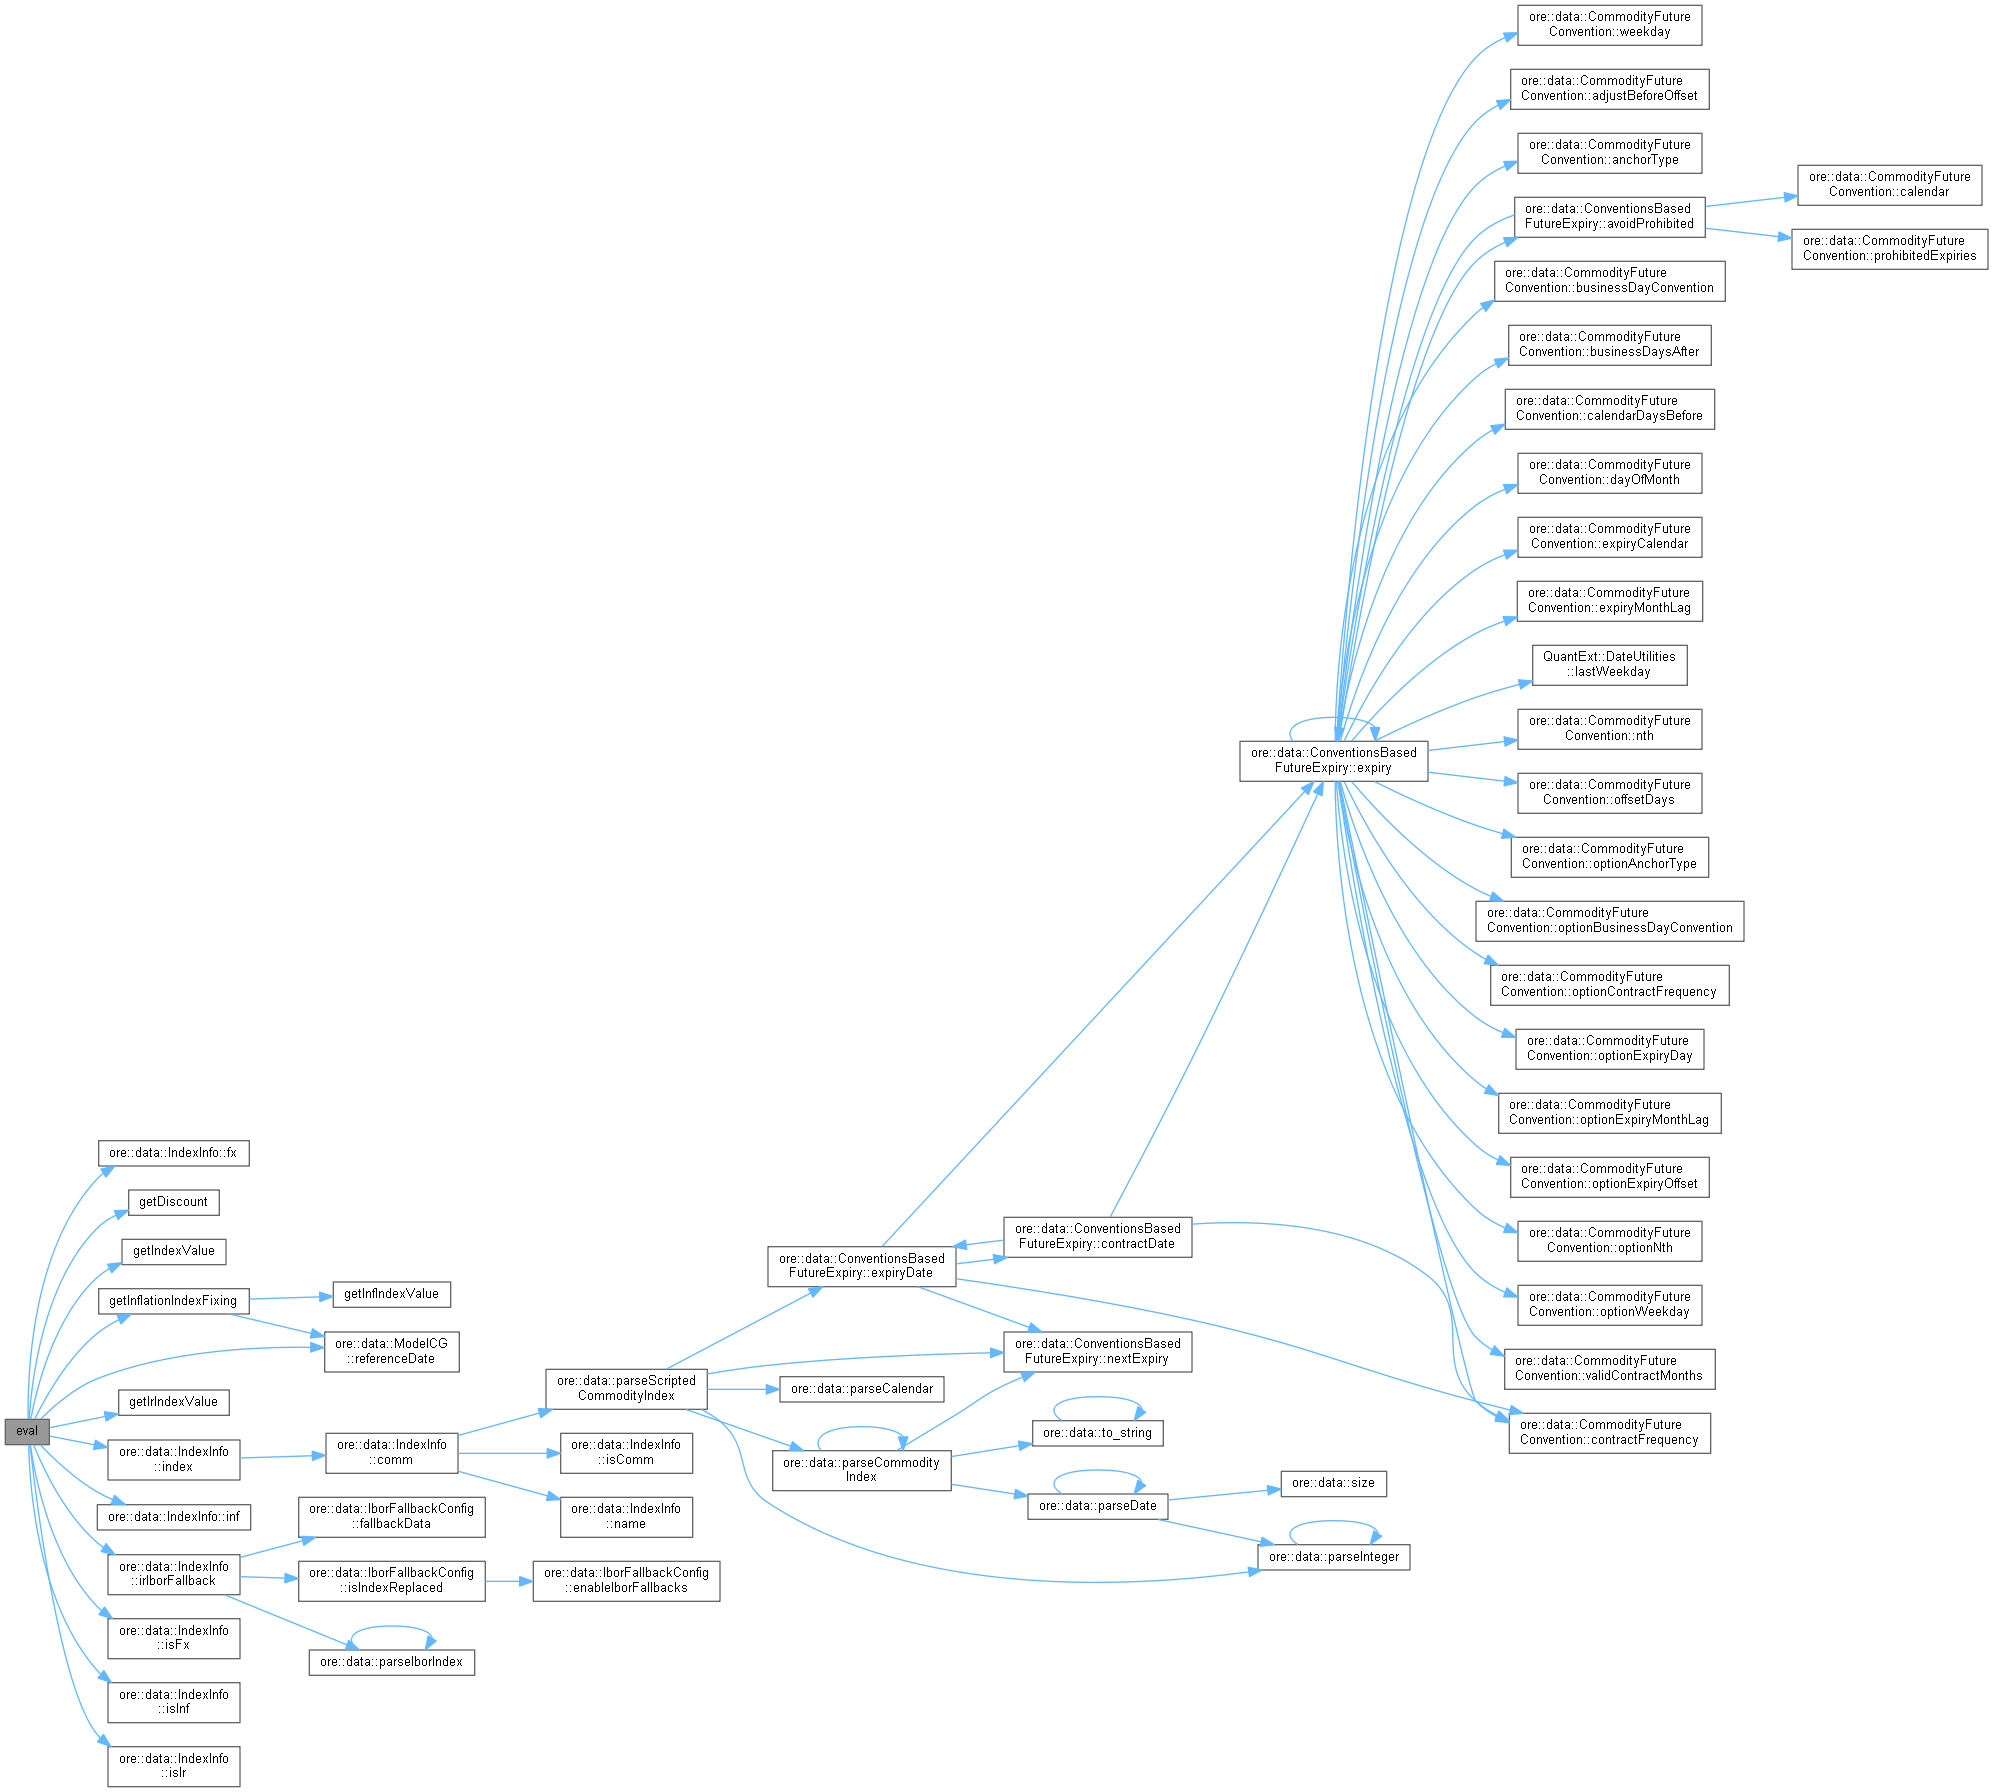 ore::data::CommodityFuture
Convention::weekday
ore::data::CommodityFuture
Convention::adjustBeforeOffset
ore::data::CommodityFuture
Convention::anchorType
ore::data::CommodityFuture
Convention::calendar
ore::data::ConventionsBased
FutureExpiry::avoidProhibited
ore::data::CommodityFuture
Convention::prohibitedExpiries
ore::data::CommodityFuture
Convention::businessDayConvention
ore::data::CommodityFuture
Convention::businessDaysAfter
ore::data::CommodityFuture
Convention::calendarDaysBefore
ore::data::CommodityFuture
Convention::dayOfMonth
ore::data::CommodityFuture
Convention::expiryCalendar
ore::data::CommodityFuture
Convention::expiryMonthLag
QuantExt::DateUtilities
::lastWeekday
ore::data::CommodityFuture
Convention::nth
ore::data::ConventionsBased
FutureExpiry::expiry
ore::data::CommodityFuture
Convention::offsetDays
ore::data::CommodityFuture
Convention::optionAnchorType
ore::data::CommodityFuture
Convention::optionBusinessDayConvention
ore::data::CommodityFuture
Convention::optionContractFrequency
ore::data::CommodityFuture
Convention::optionExpiryDay
ore::data::CommodityFuture
Convention::optionExpiryMonthLag
ore::data::IndexInfo::fx
ore::data::CommodityFuture
Convention::optionExpiryOffset
getDiscount
ore::data::ConventionsBased
FutureExpiry::contractDate
ore::data::CommodityFuture
Convention::optionNth
getIndexValue
ore::data::ConventionsBased
FutureExpiry::expiryDate
getInflationIndexFixing
getInfIndexValue
ore::data::CommodityFuture
Convention::optionWeekday
ore::data::ModelCG
::referenceDate
ore::data::ConventionsBased
FutureExpiry::nextExpiry
ore::data::CommodityFuture
Convention::validContractMonths
ore::data::parseScripted
CommodityIndex
ore::data::parseCalendar
getIrIndexValue
eval
ore::data::to_string
ore::data::CommodityFuture
Convention::contractFrequency
ore::data::IndexInfo
::index
ore::data::IndexInfo
::comm
ore::data::IndexInfo
::isComm
ore::data::parseCommodity
Index
ore::data::size
ore::data::IndexInfo::inf
ore::data::IborFallbackConfig
::fallbackData
ore::data::IndexInfo
::name
ore::data::parseDate
ore::data::parseInteger
ore::data::IndexInfo
::irIborFallback
ore::data::IborFallbackConfig
::isIndexReplaced
ore::data::IborFallbackConfig
::enableIborFallbacks
ore::data::IndexInfo
::isFx
ore::data::parseIborIndex
ore::data::IndexInfo
::isInf
ore::data::IndexInfo
::isIr